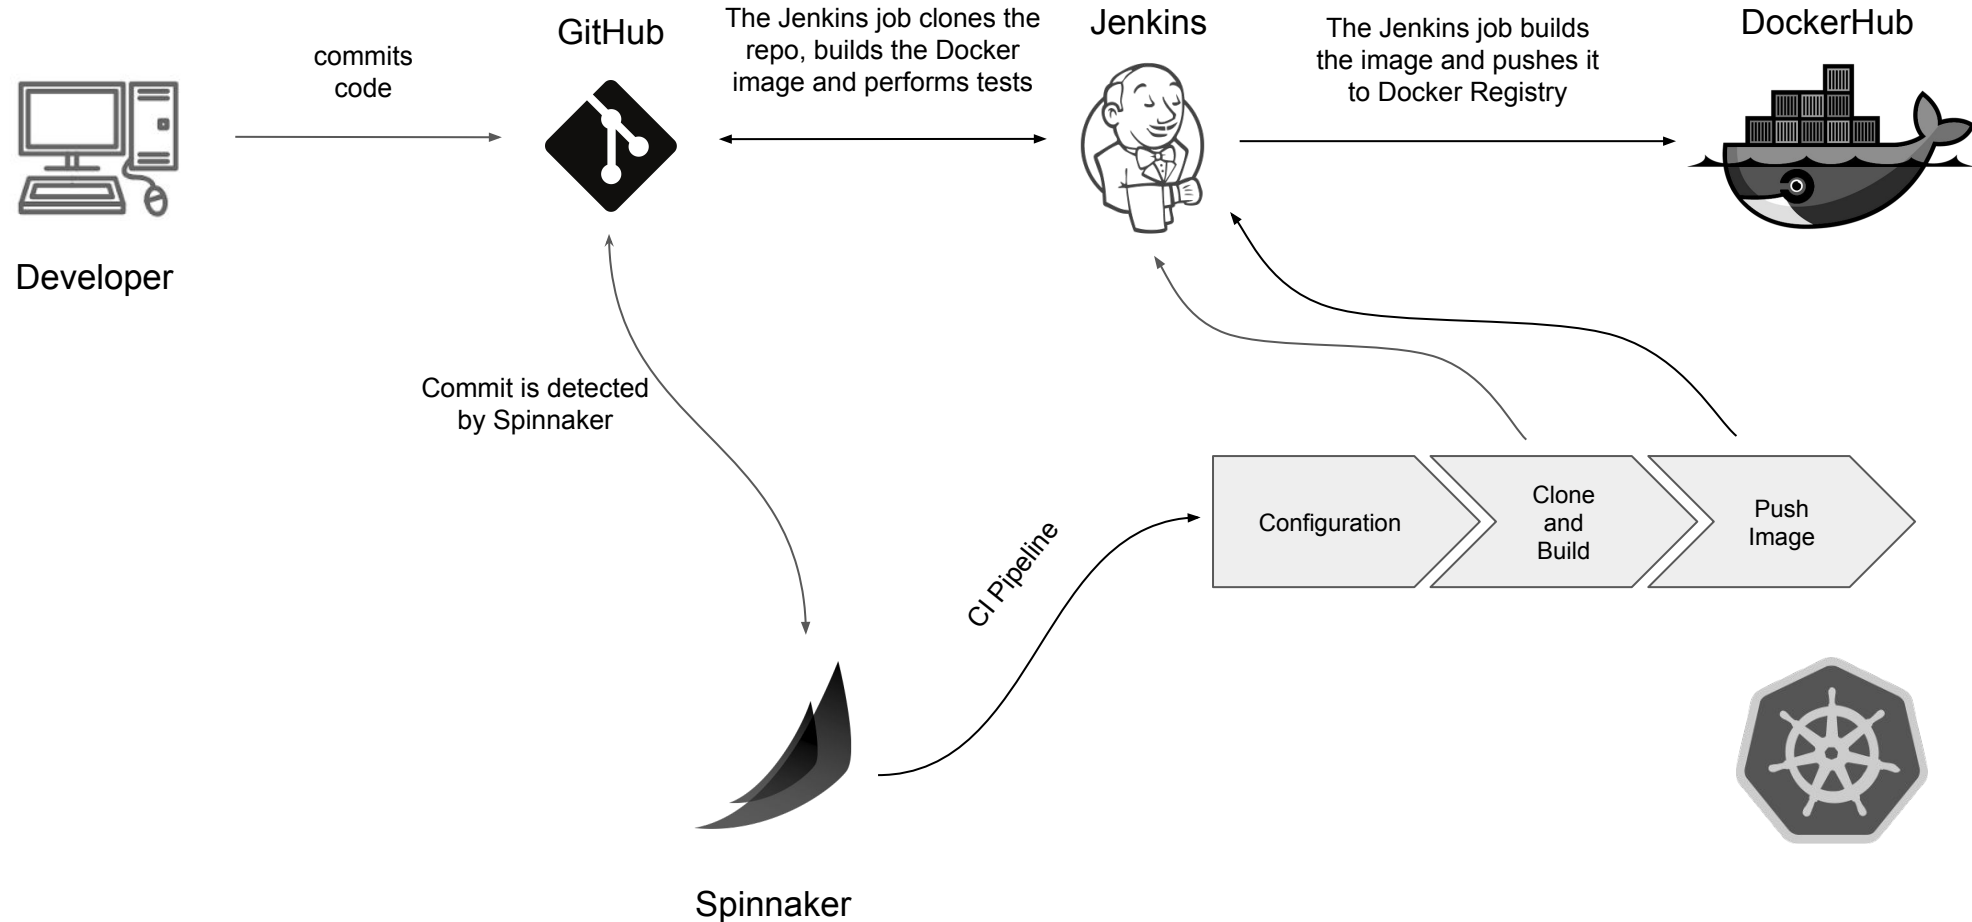 GitHub
The Jenkins job clones the
repo, builds the Docker
image and performs tests
Jenkins
The Jenkins job builds
the image and pushes it
to Docker Registry
DockerHub
commits
code
Developer
Commit is detected
by Spinnaker
CI Pipeline
Configuration
Clone
and
Build
Push
Image
Spinnaker